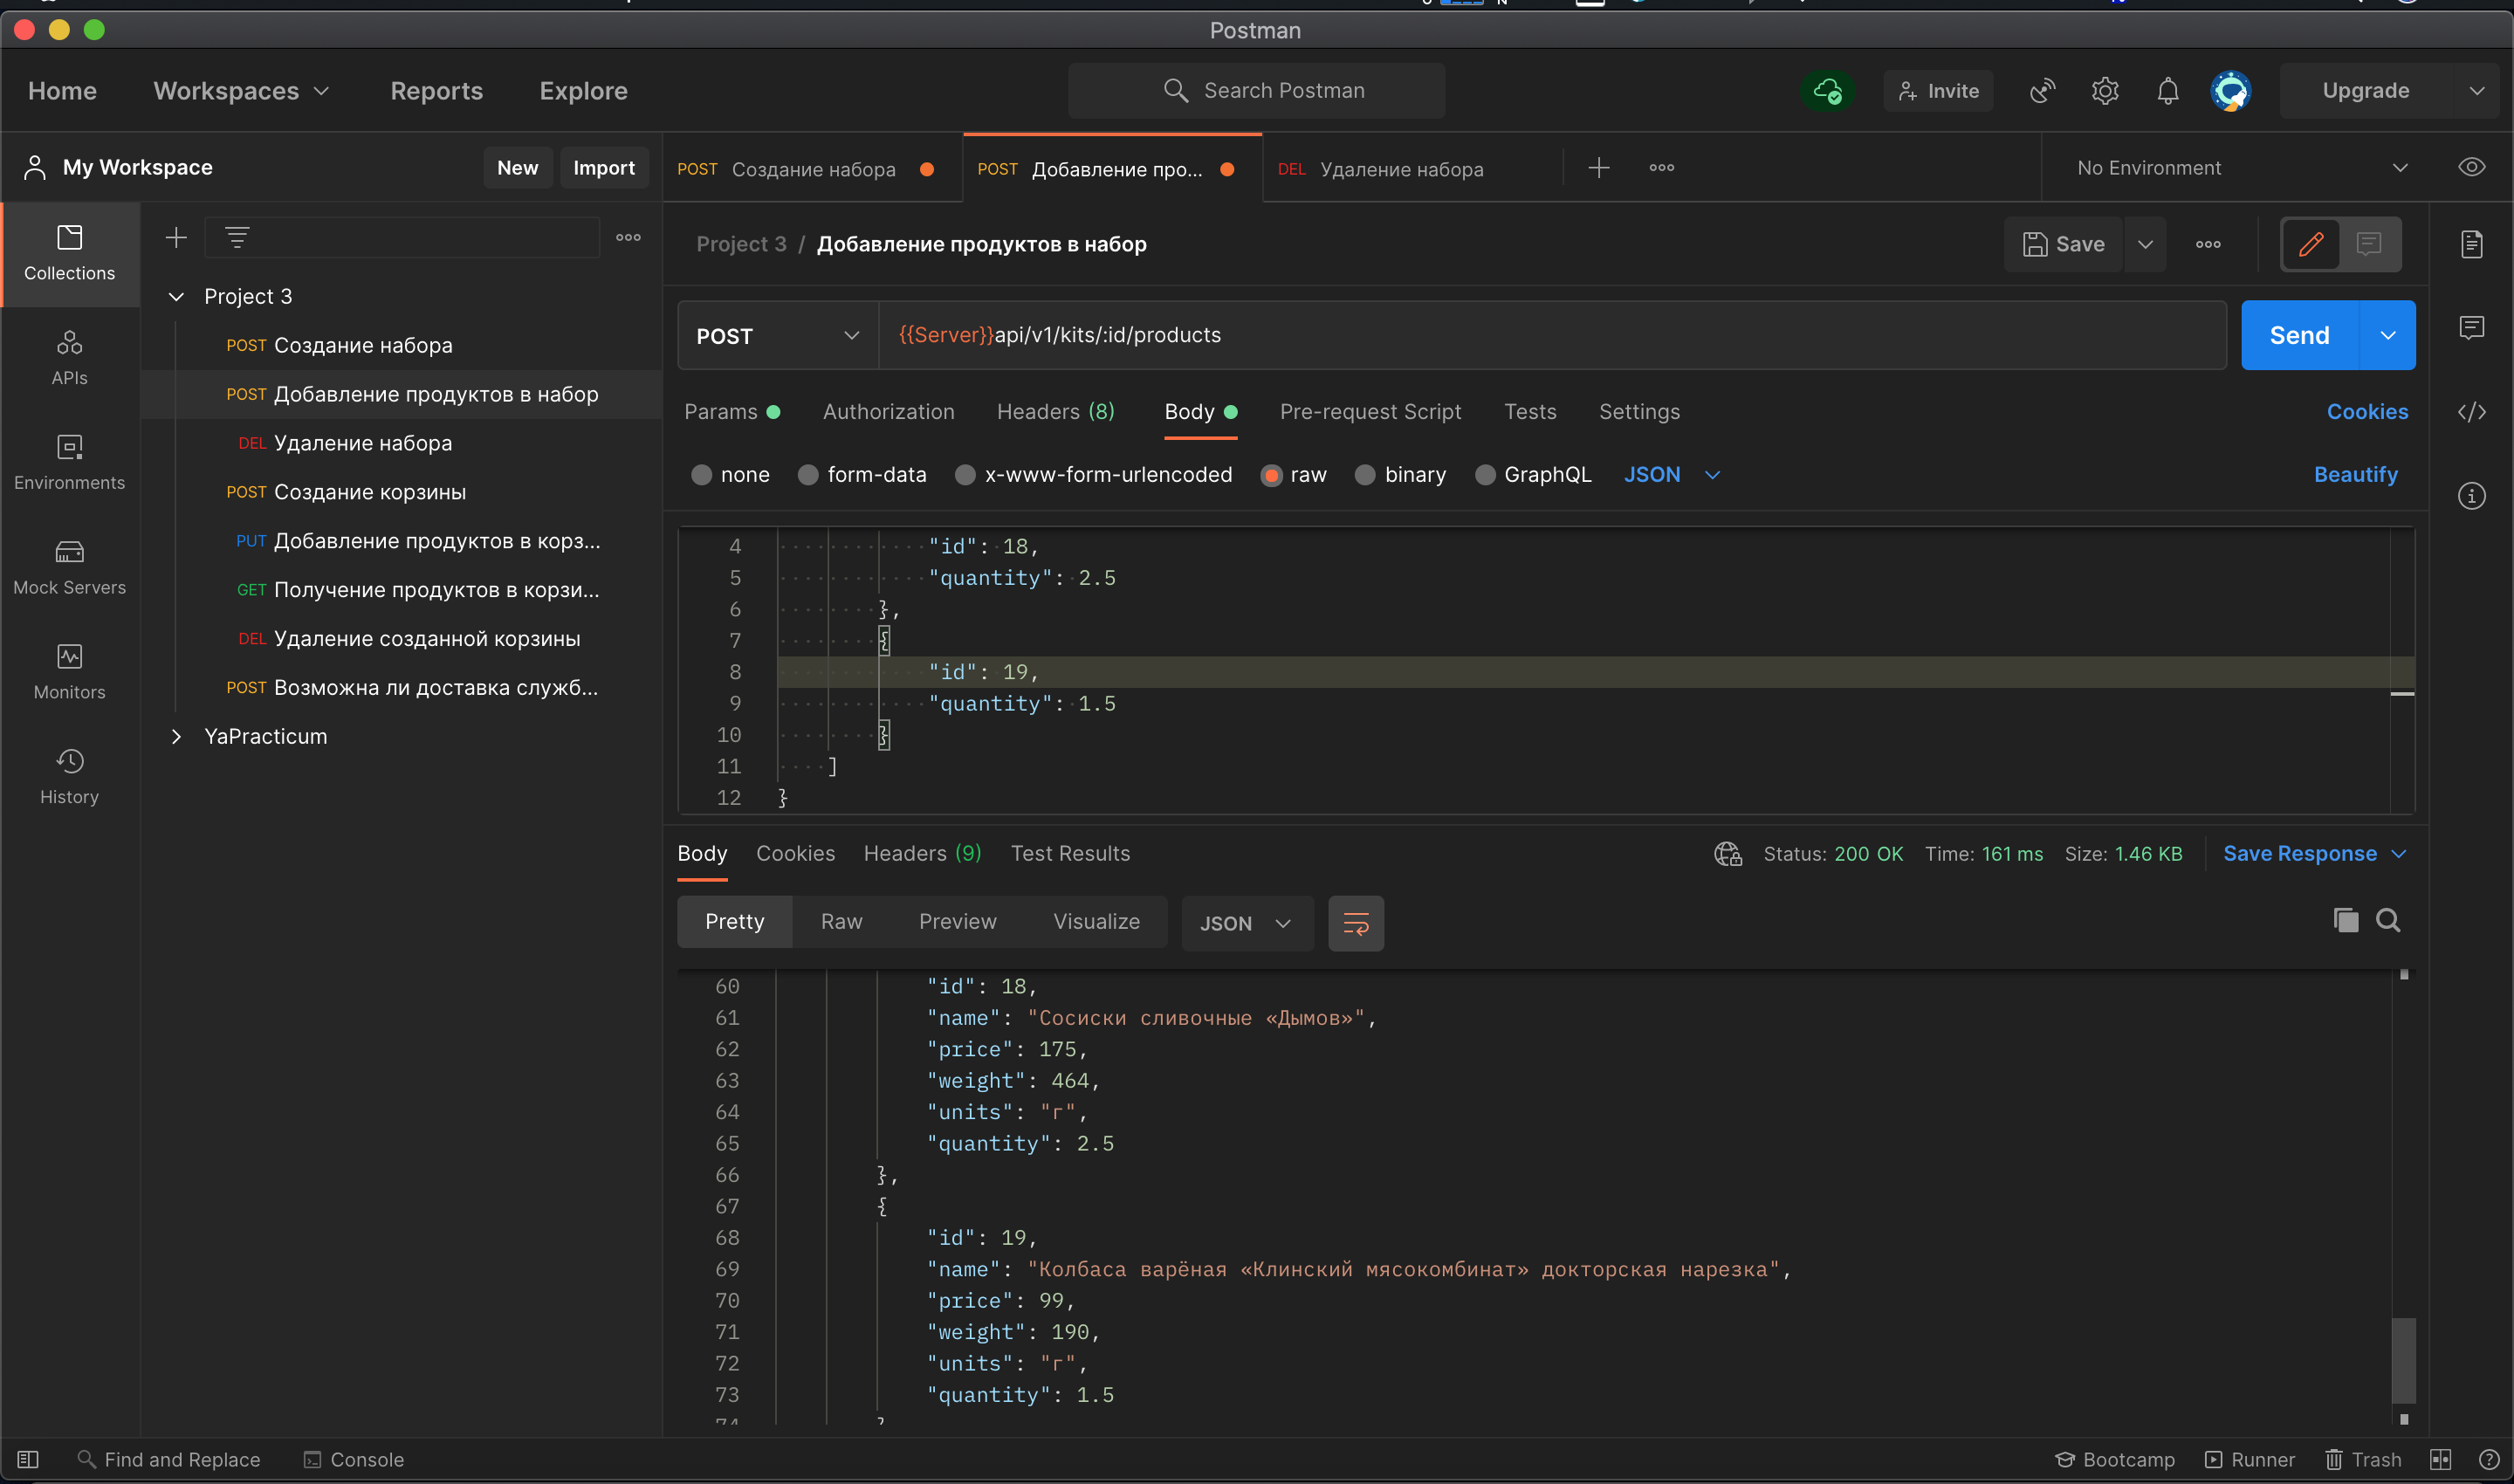 Postman
Home Workspaces Reports Explore Search Postman Invite Upgrade
My Workspace New Import POST Создание набора POST Добавление про... DEL Удаление набора No Environment
Collections
APIs
Environments
Mock Servers
Monitors
History
Project 3
POST Создание набора
POST Добавление продуктов в набор
DEL Удаление набора
POST Создание корзины
PUT Добавление продуктов в корз...
GET Получение продуктов в корзи...
DEL Удаление созданной корзины
POST Возможна ли доставка служб...
YaPracticum
Project 3 / Добавление продуктов в набор Save
POST {{Server}}api/v1/kits/:id/products Send
Params Authorization Headers (8) Body Pre-request Script Tests Settings Cookies
none form-data x-www-form-urlencoded raw binary GraphQL JSON Beautify
4 "id": 18,
5 "quantity": 2.5
6 },
7 {
8 "id": 19,
9 "quantity": 1.5
10 }
11 ]
12 }
Body Cookies Headers (9) Test Results Status: 200 OK Time: 161 ms Size: 1.46 KB Save Response
Pretty Raw Preview Visualize JSON
60 "id": 18,
61 "name": "Сосиски сливочные «Дымов»",
62 "price": 175,
63 "weight": 464,
64 "units": "г",
65 "quantity": 2.5
66 },
67 {
68 "id": 19,
69 "name": "Колбаса варёная «Клинский мясокомбинат» докторская нарезка",
70 "price": 99,
71 "weight": 190,
72 "units": "г",
73 "quantity": 1.5
Find and Replace Console Bootcamp Runner Trash